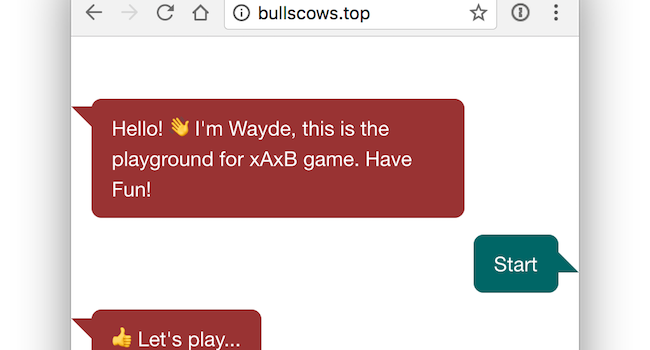 bullscows.top
Hello! 👋 I'm Wayde, this is the
playground for xAxB game. Have
Fun!
Start
👍 Let's play...